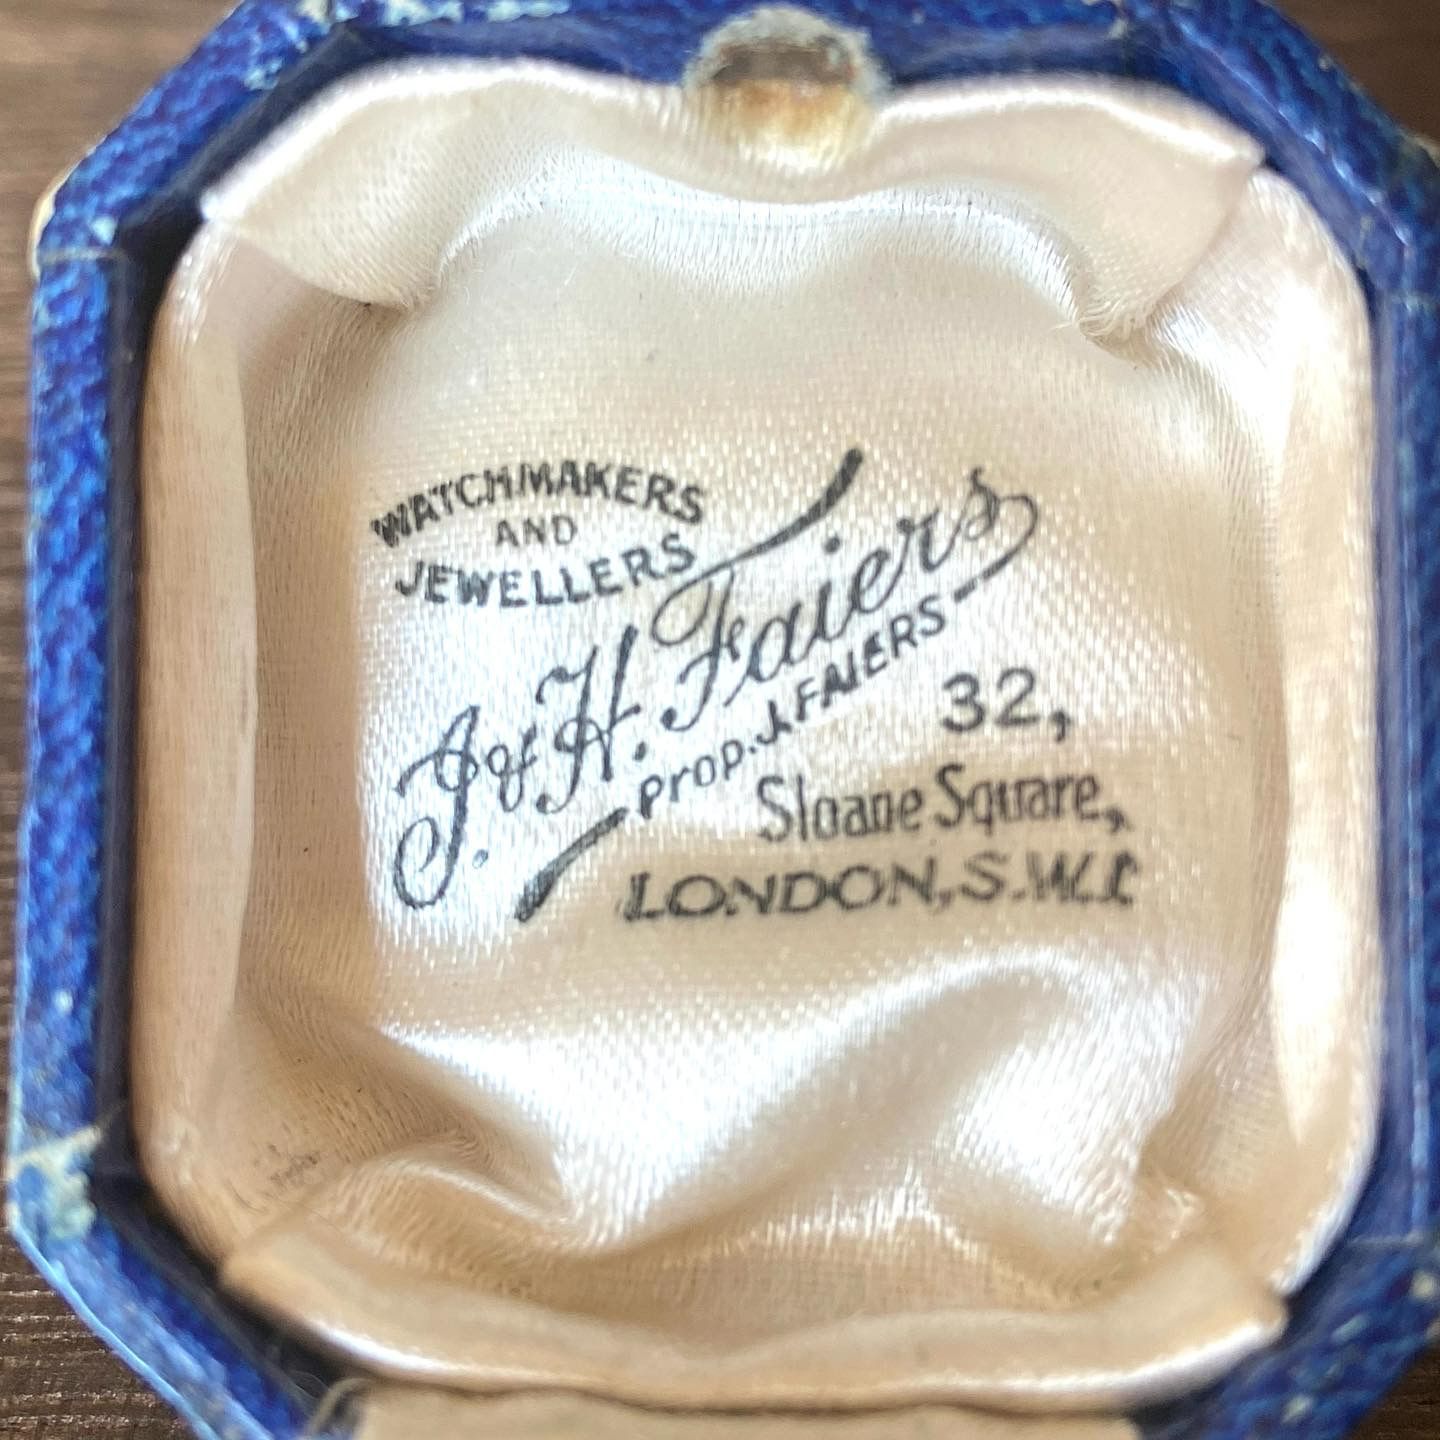 WATCHMAKERS
AND
JEWELLERS
J. & H. Faiers
Prop. J. FAIERS
32,
Sloane Square,
LONDON, S.W.1